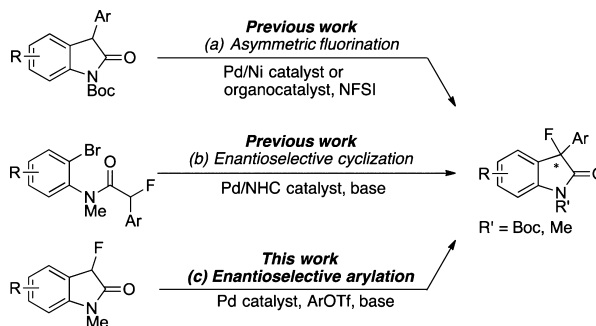 Ar
R
O
N
Boc
Previous work
(a) Asymmetric fluorination
Pd/Ni catalyst or
organocatalyst, NFSI
Br
O
F
R
N
Me
Ar
Previous work
(b) Enantioselective cyclization
Pd/NHC catalyst, base
F
Ar
*
R
O
N
R'
R' = Boc, Me
F
R
O
N
Me
This work
(c) Enantioselective arylation
Pd catalyst, ArOTf, base